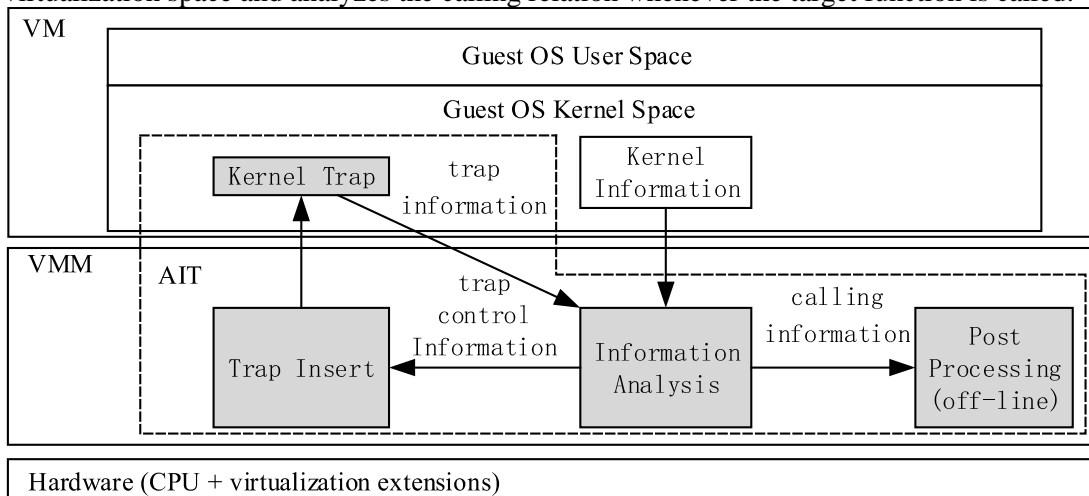 virtualization space and analyzes the calling relation whenever the target function is called.
VM
Guest OS User Space
Guest OS Kernel Space
Kernel Trap
trap
information
Kernel
Information
VMM
AIT
trap
control
Information
calling
information
Trap Insert
Information
Analysis
Post
Processing
(off-line)
Hardware (CPU + virtualization extensions)